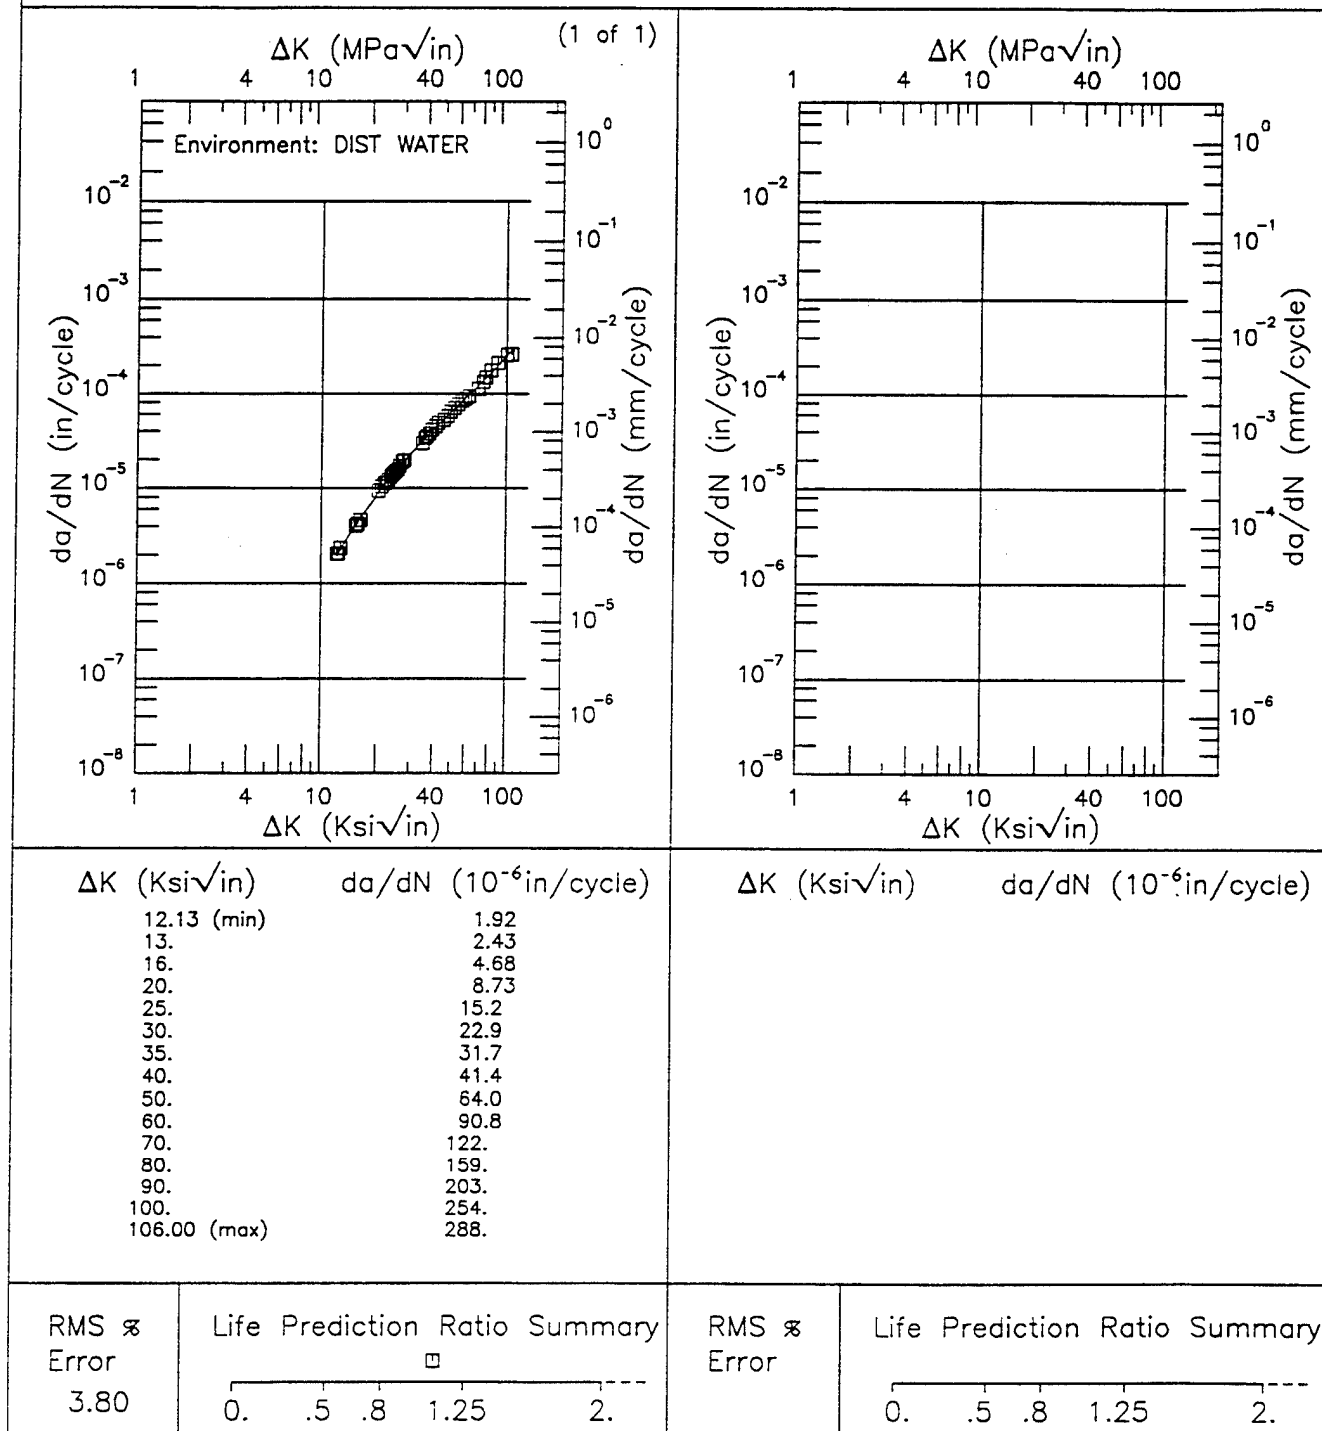 (1 of 1)
ΔK (MPa√in)
1 4 10 40 100
Environment: DIST WATER
10⁰
10⁻²
10⁻¹
10⁻³
10⁻²
10⁻⁴
10⁻³
10⁻⁵
10⁻⁴
10⁻⁶
10⁻⁵
10⁻⁷
10⁻⁶
10⁻⁸
da/dN (in/cycle)
da/dN (mm/cycle)
1 4 10 40 100
ΔK (Ksi√in)
ΔK (MPa√in)
1 4 10 40 100
10⁰
10⁻²
10⁻¹
10⁻³
10⁻²
10⁻⁴
10⁻³
10⁻⁵
10⁻⁴
10⁻⁶
10⁻⁵
10⁻⁷
10⁻⁶
10⁻⁸
da/dN (in/cycle)
da/dN (mm/cycle)
1 4 10 40 100
ΔK (Ksi√in)
ΔK (Ksi√in) da/dN (10⁻⁶in/cycle)
12.13 (min) 1.92
13. 2.43
16. 4.68
20. 8.73
25. 15.2
30. 22.9
35. 31.7
40. 41.4
50. 64.0
60. 90.8
70. 122.
80. 159.
90. 203.
100. 254.
106.00 (max) 288.
ΔK (Ksi√in) da/dN (10⁻⁶in/cycle)
RMS %
Error
3.80
Life Prediction Ratio Summary
0. .5 .8 1.25 2.
RMS %
Error
Life Prediction Ratio Summary
0. .5 .8 1.25 2.